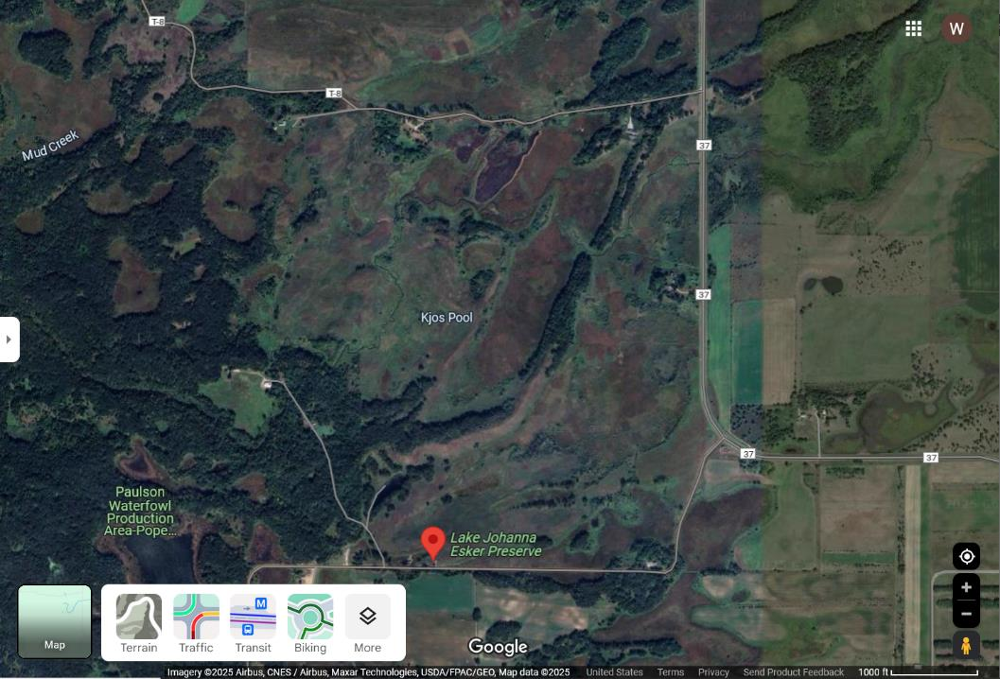 T-8
W
T-8
Mud Creek
37
37
Kjos Pool
37
37
Paulson
Waterfowl
Production
Area-Pope...
Lake Johanna
Esker Preserve
Map
Terrain
Traffic
M
Transit
Biking
More
Google
Imagery ©2025 Airbus, CNES / Airbus, Maxar Technologies, USDA/FPAC/GEO, Map data ©2025 United States Terms Privacy Send Product Feedback 1000 ft